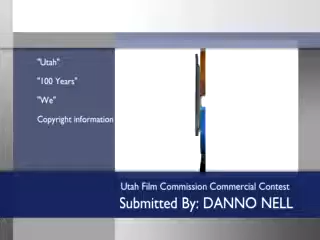 "Utah"
"100 Years"
"We"
Copyright information
Utah Film Commission Commercial Contest
Submitted By: DANNO NELL